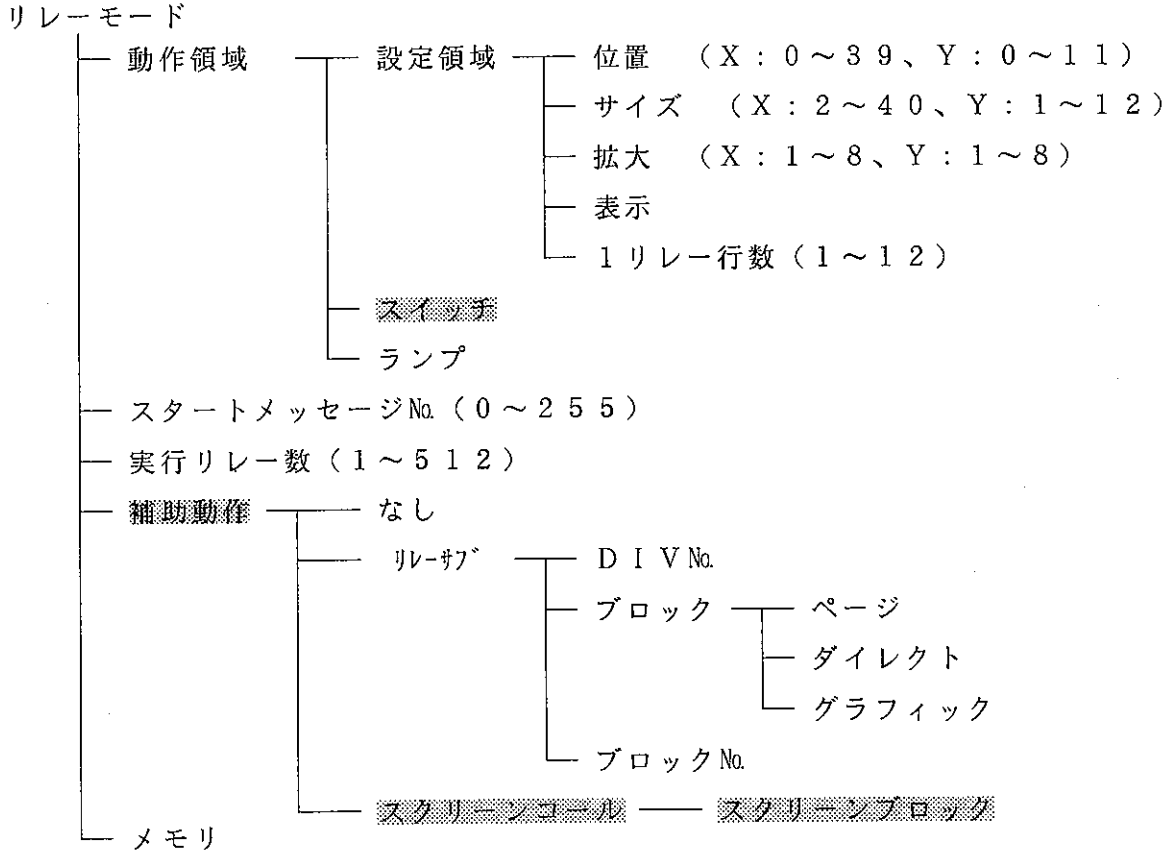 リレーモード
動作領域 設定領域 位置 (X:0~39、Y:0~11)
サイズ (X:2~40、Y:1~12)
拡大 (X:1~8、Y:1~8)
表示
1リレー行数(1~12)
スイッチ
ランプ
スタートメッセージ№(0~255)
実行リレー数(1~512)
補助動作 なし
リレーサブ DIV№
ブロック ページ
ダイレクト
グラフィック
ブロック№
スクリーンコール スクリーンブロック
メモリ